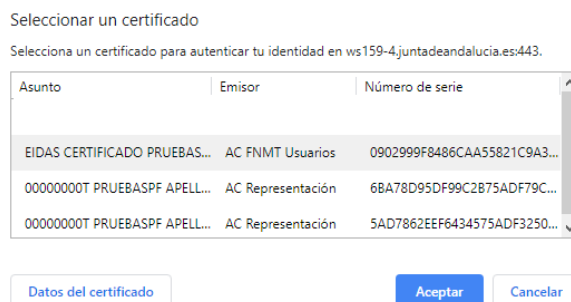 Seleccionar un certificado
Selecciona un certificado para autenticar tu identidad en ws159-4.juntadeandalucia.es:443.
Asunto Emisor Número de serie
EIDAS CERTIFICADO PRUEBAS... AC FNMT Usuarios 0902999F8486CAA55821C9A3...
00000000T PRUEBASPF APELL... AC Representación 6BA78D95DF99C2B75ADF79C...
00000000T PRUEBASPF APELL... AC Representación 5AD7862EEF6434575ADF3250...
Datos del certificado Aceptar Cancelar